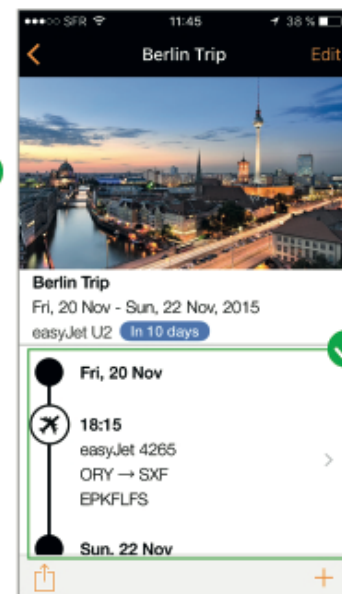 SFR 11:45 38 %
Berlin Trip Edit
Berlin Trip
Fri, 20 Nov - Sun, 22 Nov, 2015
easyJet U2 In 10 days
Fri, 20 Nov
18:15
easyJet 4265
ORY → SXF
EPKFLFS
Sun, 22 Nov